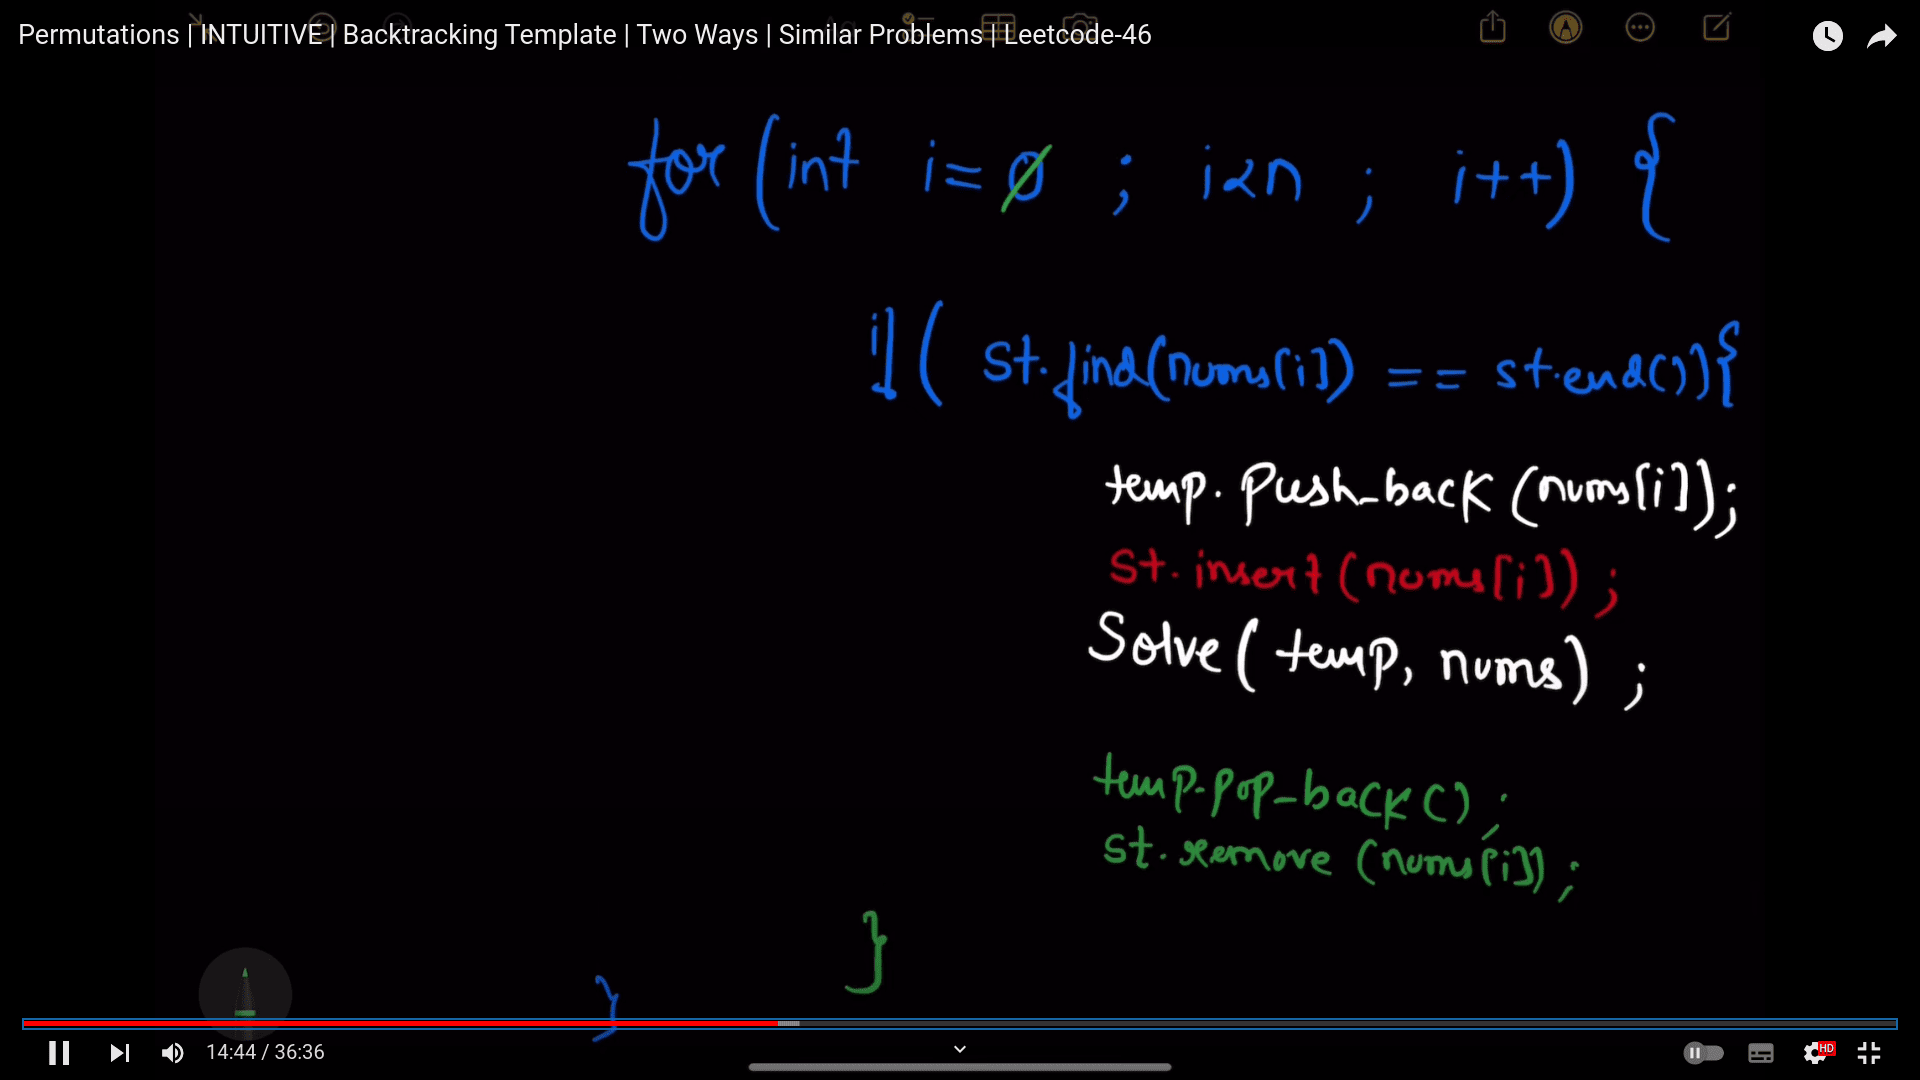 Permutations | INTUITIVE | Backtracking Template | Two Ways | Similar Problems | Leetcode-46
for (int i = 0 ; i < n ; i++) {
if ( st.find(nums[i]) == st.end()) {
temp.push_back (nums[i]);
st.insert (nums[i]) ;
Solve ( temp, nums) ;
temp.pop_back () ;
st.remove (nums[i]) ;
}
}
14:44 / 36:36
HD